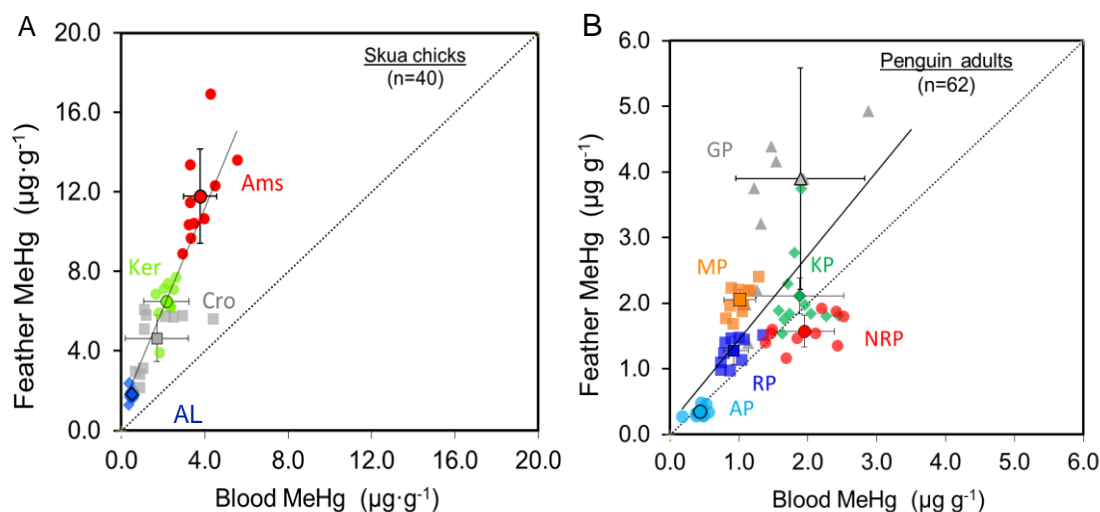 A
Skua chicks
(n=40)
Ams
Ker
Cro
AL
20.0
16.0
12.0
8.0
4.0
0.0
Feather MeHg (µg·g-1)
0.0 4.0 8.0 12.0 16.0 20.0
Blood MeHg (µg·g-1)
B
Penguin adults
(n=62)
GP
MP
KP
NRP
RP
AP
6.0
5.0
4.0
3.0
2.0
1.0
0.0
Feather MeHg (µg g-1)
0.0 1.0 2.0 3.0 4.0 5.0 6.0
Blood MeHg (µg g-1)